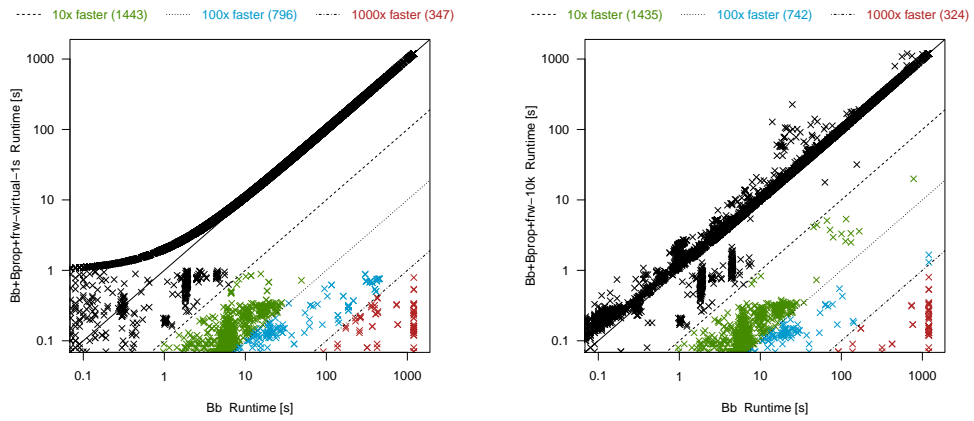 10x faster (1443) 100x faster (796) 1000x faster (347)
Bb+Bprop+frw−virtual−1s Runtime [s]
1000
100
10
1
0.1
0.1 1 10 100 1000
Bb Runtime [s]
10x faster (1435) 100x faster (742) 1000x faster (324)
Bb+Bprop+frw−10k Runtime [s]
1000
100
10
1
0.1
0.1 1 10 100 1000
Bb Runtime [s]